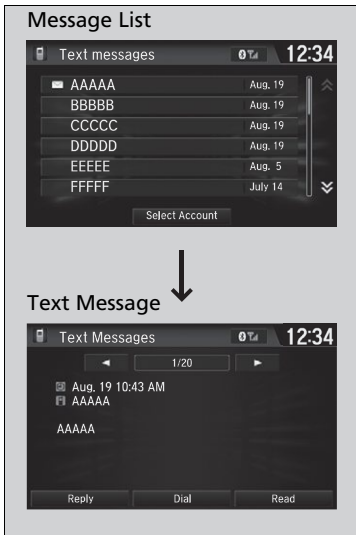 Message List
Text messages 12:34
AAAAA Aug. 19
BBBBB Aug. 19
CCCCC Aug. 19
DDDDD Aug. 19
EEEEE Aug. 5
FFFFF July 14
Select Account
Text Message
Text Messages 12:34
1/20
Aug. 19 10:43 AM
AAAAA
AAAAA
Reply Dial Read